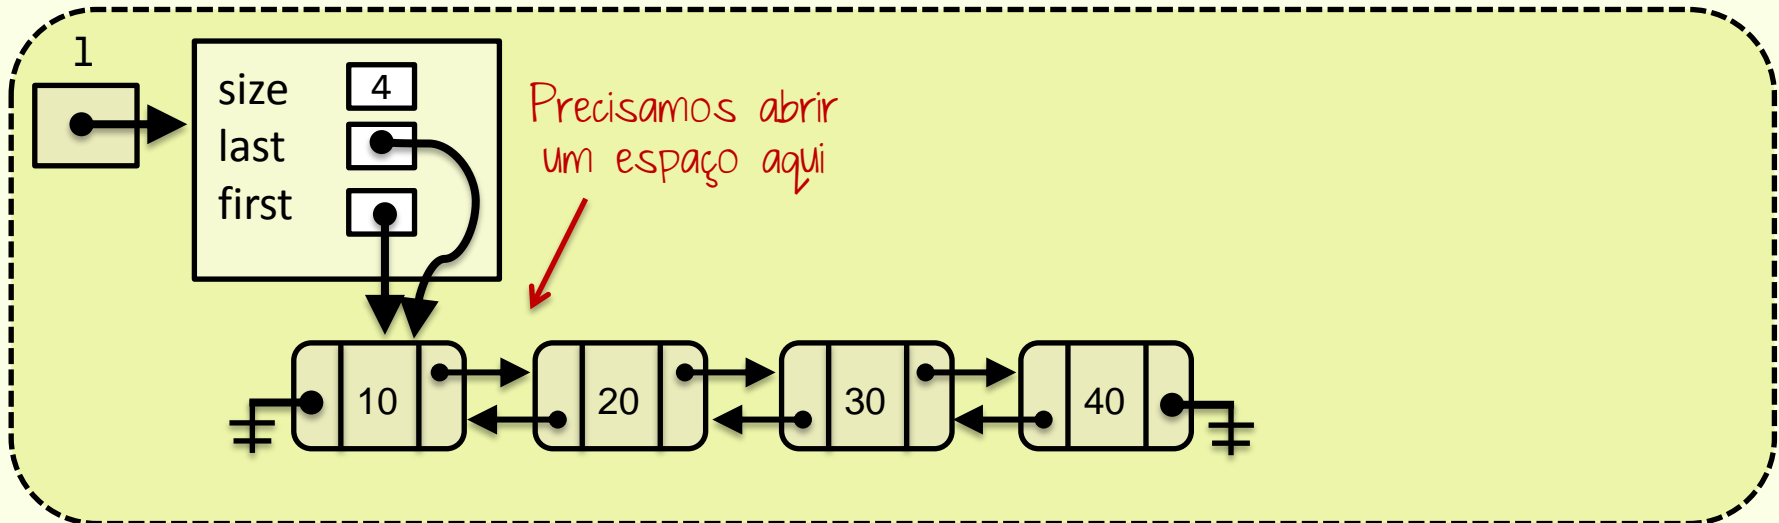 l
size 4
last
first
Precisamos abrir
um espaço aqui
10 20 30 40